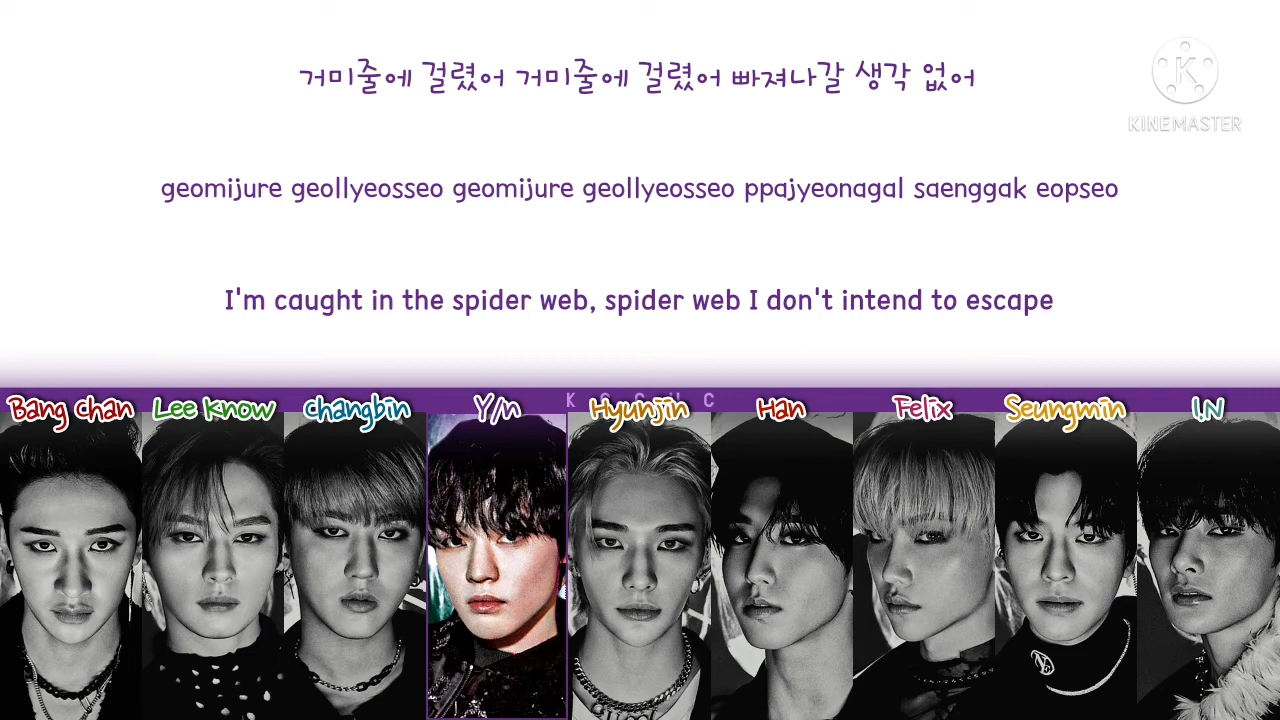 거미줄에 걸렸어 거미줄에 걸렸어 빠져나갈 생각 없어
KINEMASTER
geomijure geollyeosseo geomijure geollyeosseo ppajyeonagal saenggak eopseo
I'm caught in the spider web, spider web I don't intend to escape
Bang chan Lee Know changbin Y/n Hyunjin Han Felix Seungmin I.N